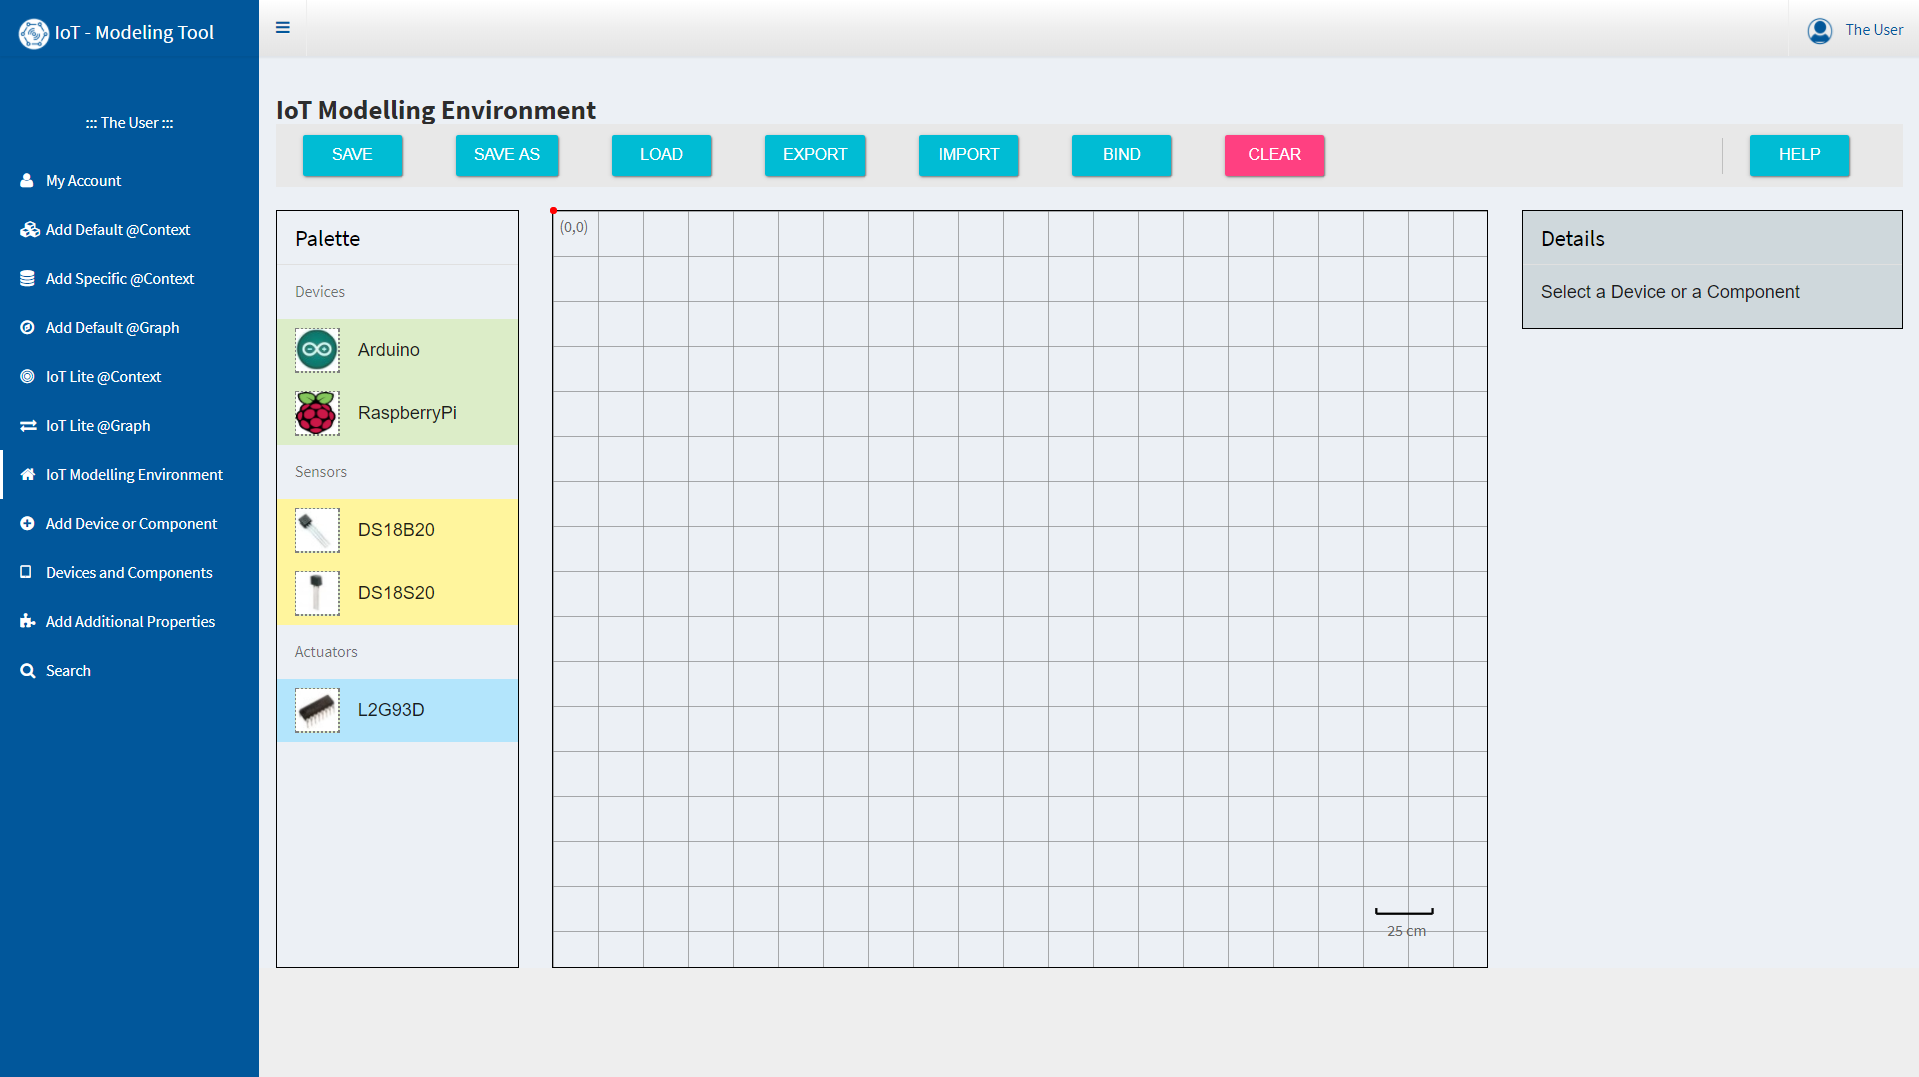 IoT - Modeling Tool
The User
::: The User :::
My Account
Add Default @Context
Add Specific @Context
Add Default @Graph
IoT Lite @Context
IoT Lite @Graph
IoT Modelling Environment
Add Device or Component
Devices and Components
Add Additional Properties
Search
IoT Modelling Environment
SAVE SAVE AS LOAD EXPORT IMPORT BIND CLEAR HELP
Palette
Devices
Arduino
RaspberryPi
Sensors
DS18B20
DS18S20
Actuators
L2G93D
(0,0)
25 cm
Details
Select a Device or a Component